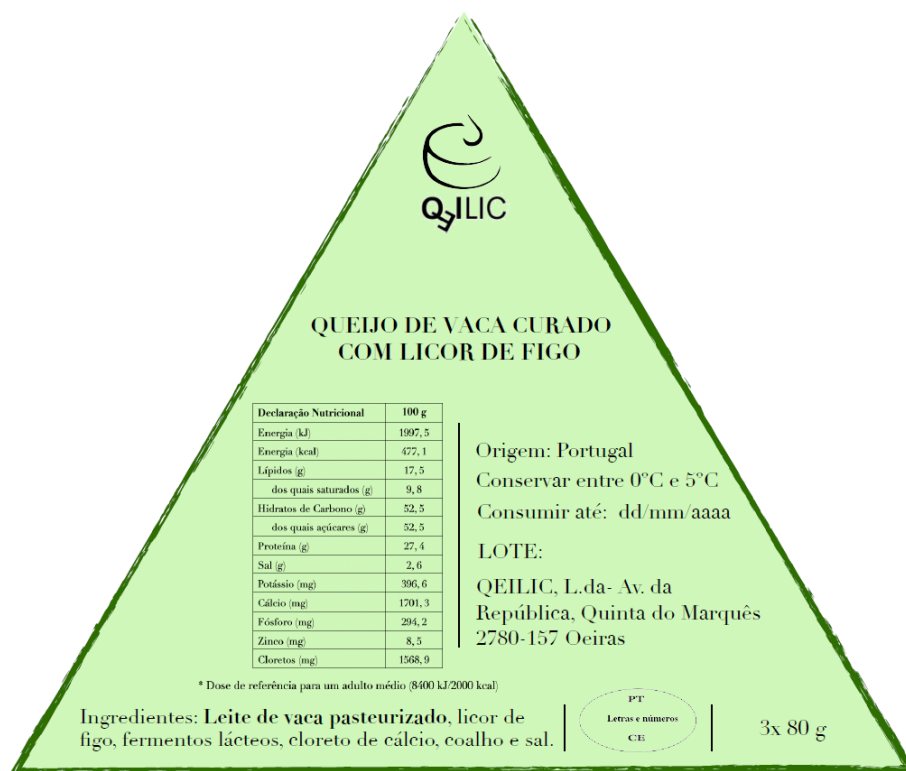 QEILIC
QUEIJO DE VACA CURADO
COM LICOR DE FIGO
Declaração Nutricional 100 g
Energia (kJ) 1997, 5
Energia (kcal) 477, 1
Lípidos (g) 17, 5
dos quais saturados (g) 9, 8
Hidratos de Carbono (g) 52, 5
dos quais açúcares (g) 52, 5
Proteína (g) 27, 4
Sal (g) 2, 6
Potássio (mg) 396, 6
Cálcio (mg) 1701, 3
Fósforo (mg) 294, 2
Zinco (mg) 8, 5
Cloretos (mg) 1568, 9
Origem: Portugal
Conservar entre 0ºC e 5ºC
Consumir até: dd/mm/aaaa
LOTE:
QEILIC, L.da- Av. da
República, Quinta do Marquês
2780-157 Oeiras
* Dose de referência para um adulto médio (8400 kJ/2000 kcal)
Ingredientes: Leite de vaca pasteurizado, licor de
figo, fermentos lácteos, cloreto de cálcio, coalho e sal.
PT
Letras e números
CE
3x 80 g